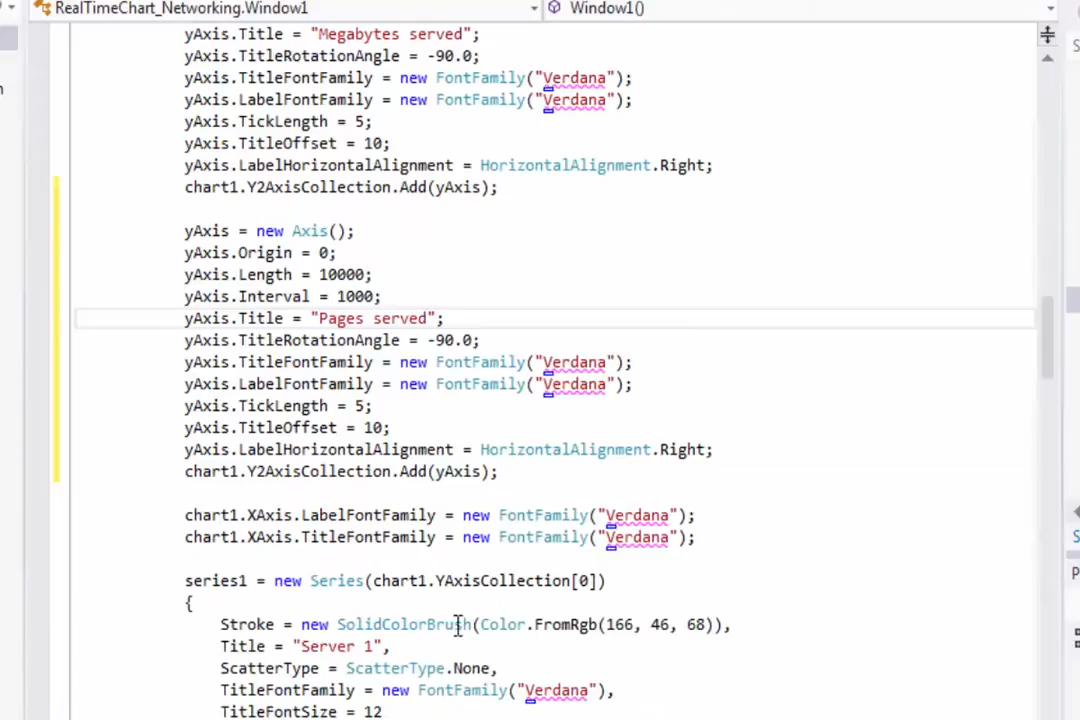 RealTimeChart_Networking.Window1 Window1()
yAxis.Title = "Megabytes served";
yAxis.TitleRotationAngle = -90.0;
yAxis.TitleFontFamily = new FontFamily("Verdana");
yAxis.LabelFontFamily = new FontFamily("Verdana");
yAxis.TickLength = 5;
yAxis.TitleOffset = 10;
yAxis.LabelHorizontalAlignment = HorizontalAlignment.Right;
chart1.Y2AxisCollection.Add(yAxis);
yAxis = new Axis();
yAxis.Origin = 0;
yAxis.Length = 10000;
yAxis.Interval = 1000;
yAxis.Title = "Pages served";
yAxis.TitleRotationAngle = -90.0;
yAxis.TitleFontFamily = new FontFamily("Verdana");
yAxis.LabelFontFamily = new FontFamily("Verdana");
yAxis.TickLength = 5;
yAxis.TitleOffset = 10;
yAxis.LabelHorizontalAlignment = HorizontalAlignment.Right;
chart1.Y2AxisCollection.Add(yAxis);
chart1.XAxis.LabelFontFamily = new FontFamily("Verdana");
chart1.XAxis.TitleFontFamily = new FontFamily("Verdana");
series1 = new Series(chart1.YAxisCollection[0])
{
Stroke = new SolidColorBrush(Color.FromRgb(166, 46, 68)),
Title = "Server 1",
ScatterType = ScatterType.None,
TitleFontFamily = new FontFamily("Verdana"),
TitleFontSize = 12